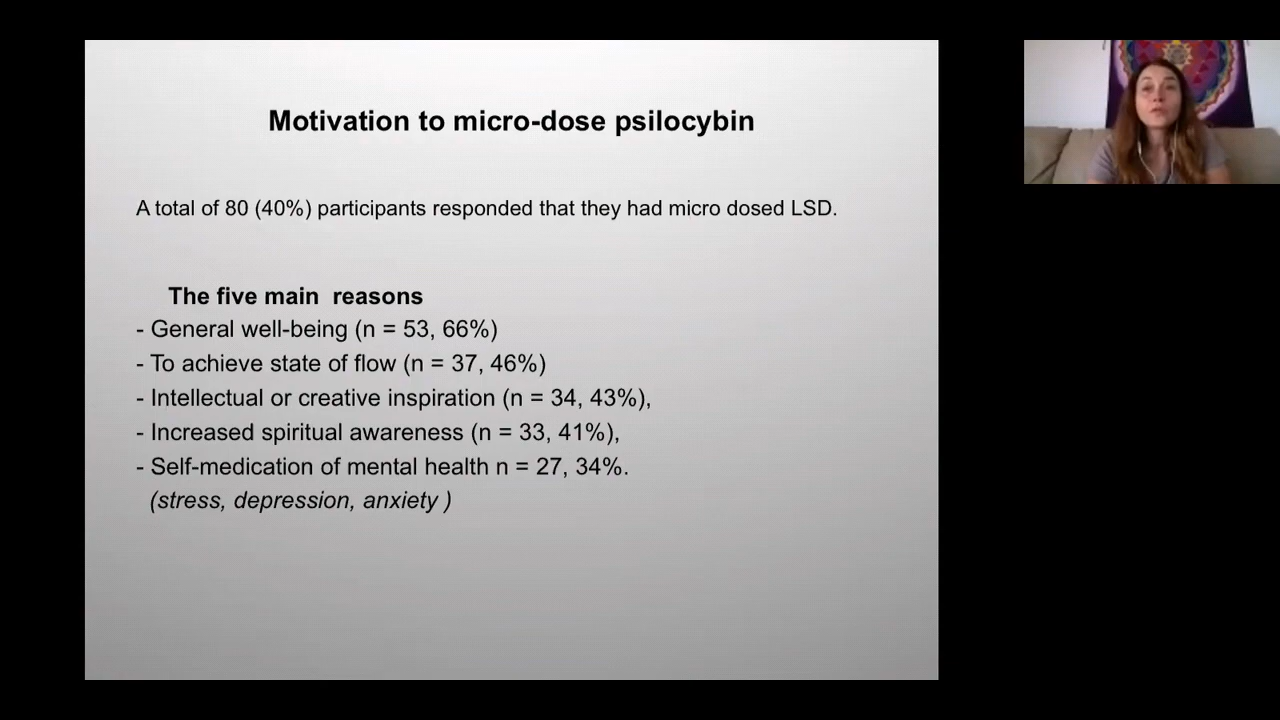 Motivation to micro-dose psilocybin
A total of 80 (40%) participants responded that they had micro dosed LSD.
The five main  reasons
- General well-being (n = 53, 66%)
- To achieve state of flow (n = 37, 46%)
- Intellectual or creative inspiration (n = 34, 43%),
- Increased spiritual awareness (n = 33, 41%),
- Self-medication of mental health n = 27, 34%.
(stress, depression, anxiety )